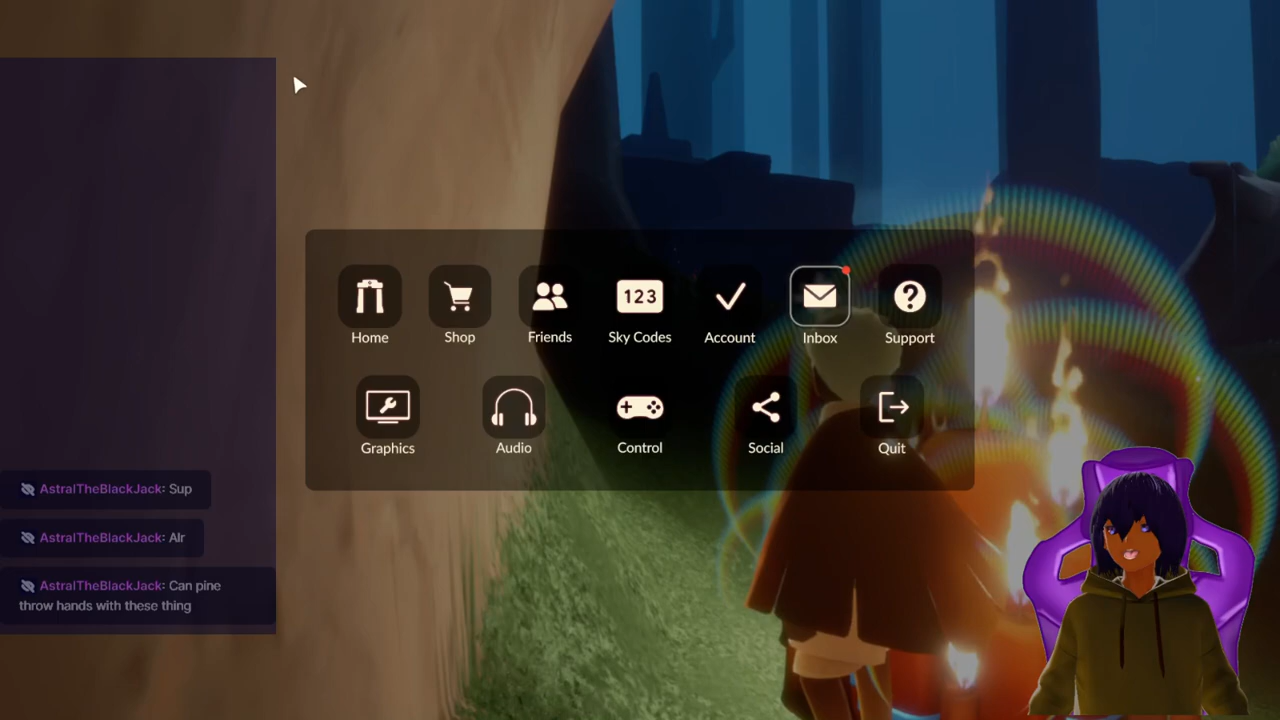 Home Shop Friends 123 Sky Codes Account Inbox Support
Graphics Audio Control Social Quit
AstralTheBlackJack: Sup
AstralTheBlackJack: Alr
AstralTheBlackJack: Can pine
throw hands with these thing